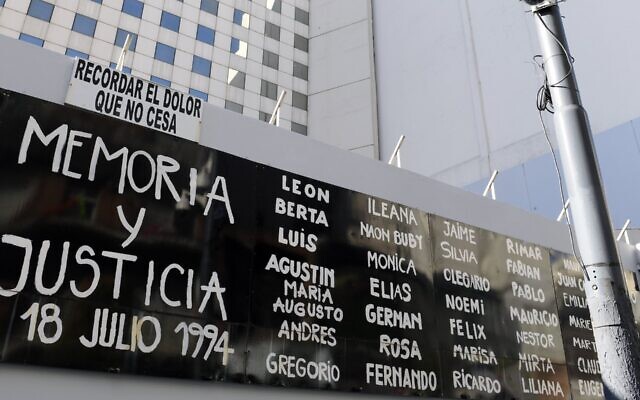 RECORDAR EL DOLOR
QUE NO CESA
MEMORIA
y
JUSTICIA
18 JULIO 1994
LEON
BERTA
LUIS
AGUSTIN
MARIA
AUGUSTO
ANDRES
GREGORIO
ILEANA
NAON BUBY
MONICA
ELIAS
GERMAN
ROSA
FERNANDO
JAIME
SILVIA
OLEGARIO
NOEMI
FELIX
MARISA
RICARDO
RIMAR
FABIAN
PABLO
MAURICIO
NESTOR
MIRTA
LILIANA
JUAN
EMILIA